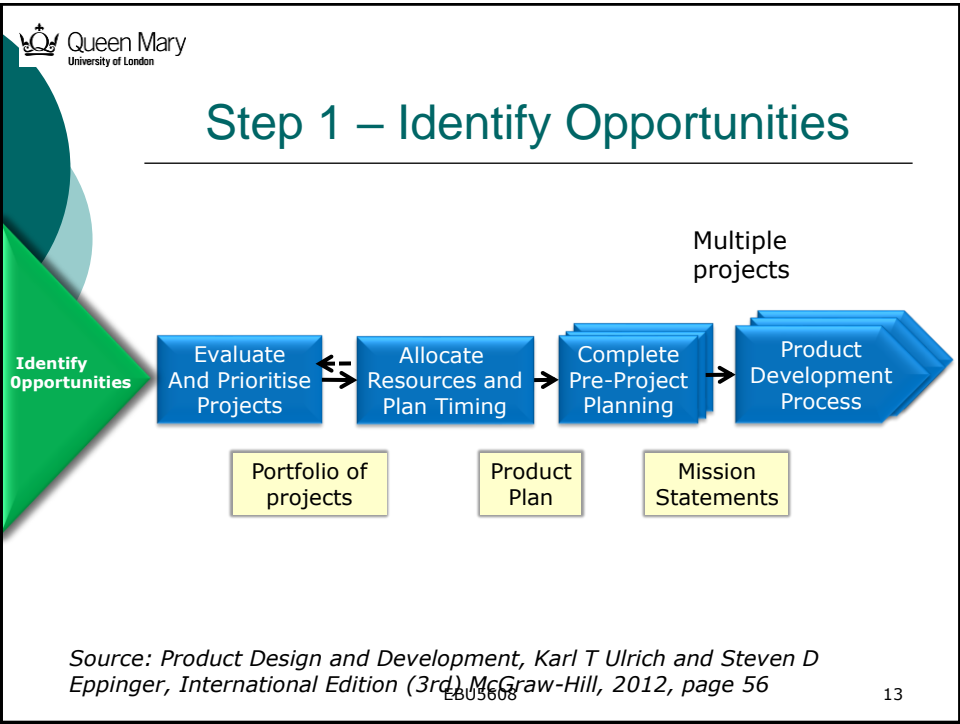 Queen Mary
University of London
Step 1 – Identify Opportunities
Multiple
projects
Identify
Opportunities
Evaluate
And Prioritise
Projects
Allocate
Resources and
Plan Timing
Complete
Pre-Project
Planning
Product
Development
Process
Portfolio of
projects
Product
Plan
Mission
Statements
Source: Product Design and Development, Karl T Ulrich and Steven D
Eppinger, International Edition (3rd) McGraw-Hill, 2012, page 56
EBU5608
13